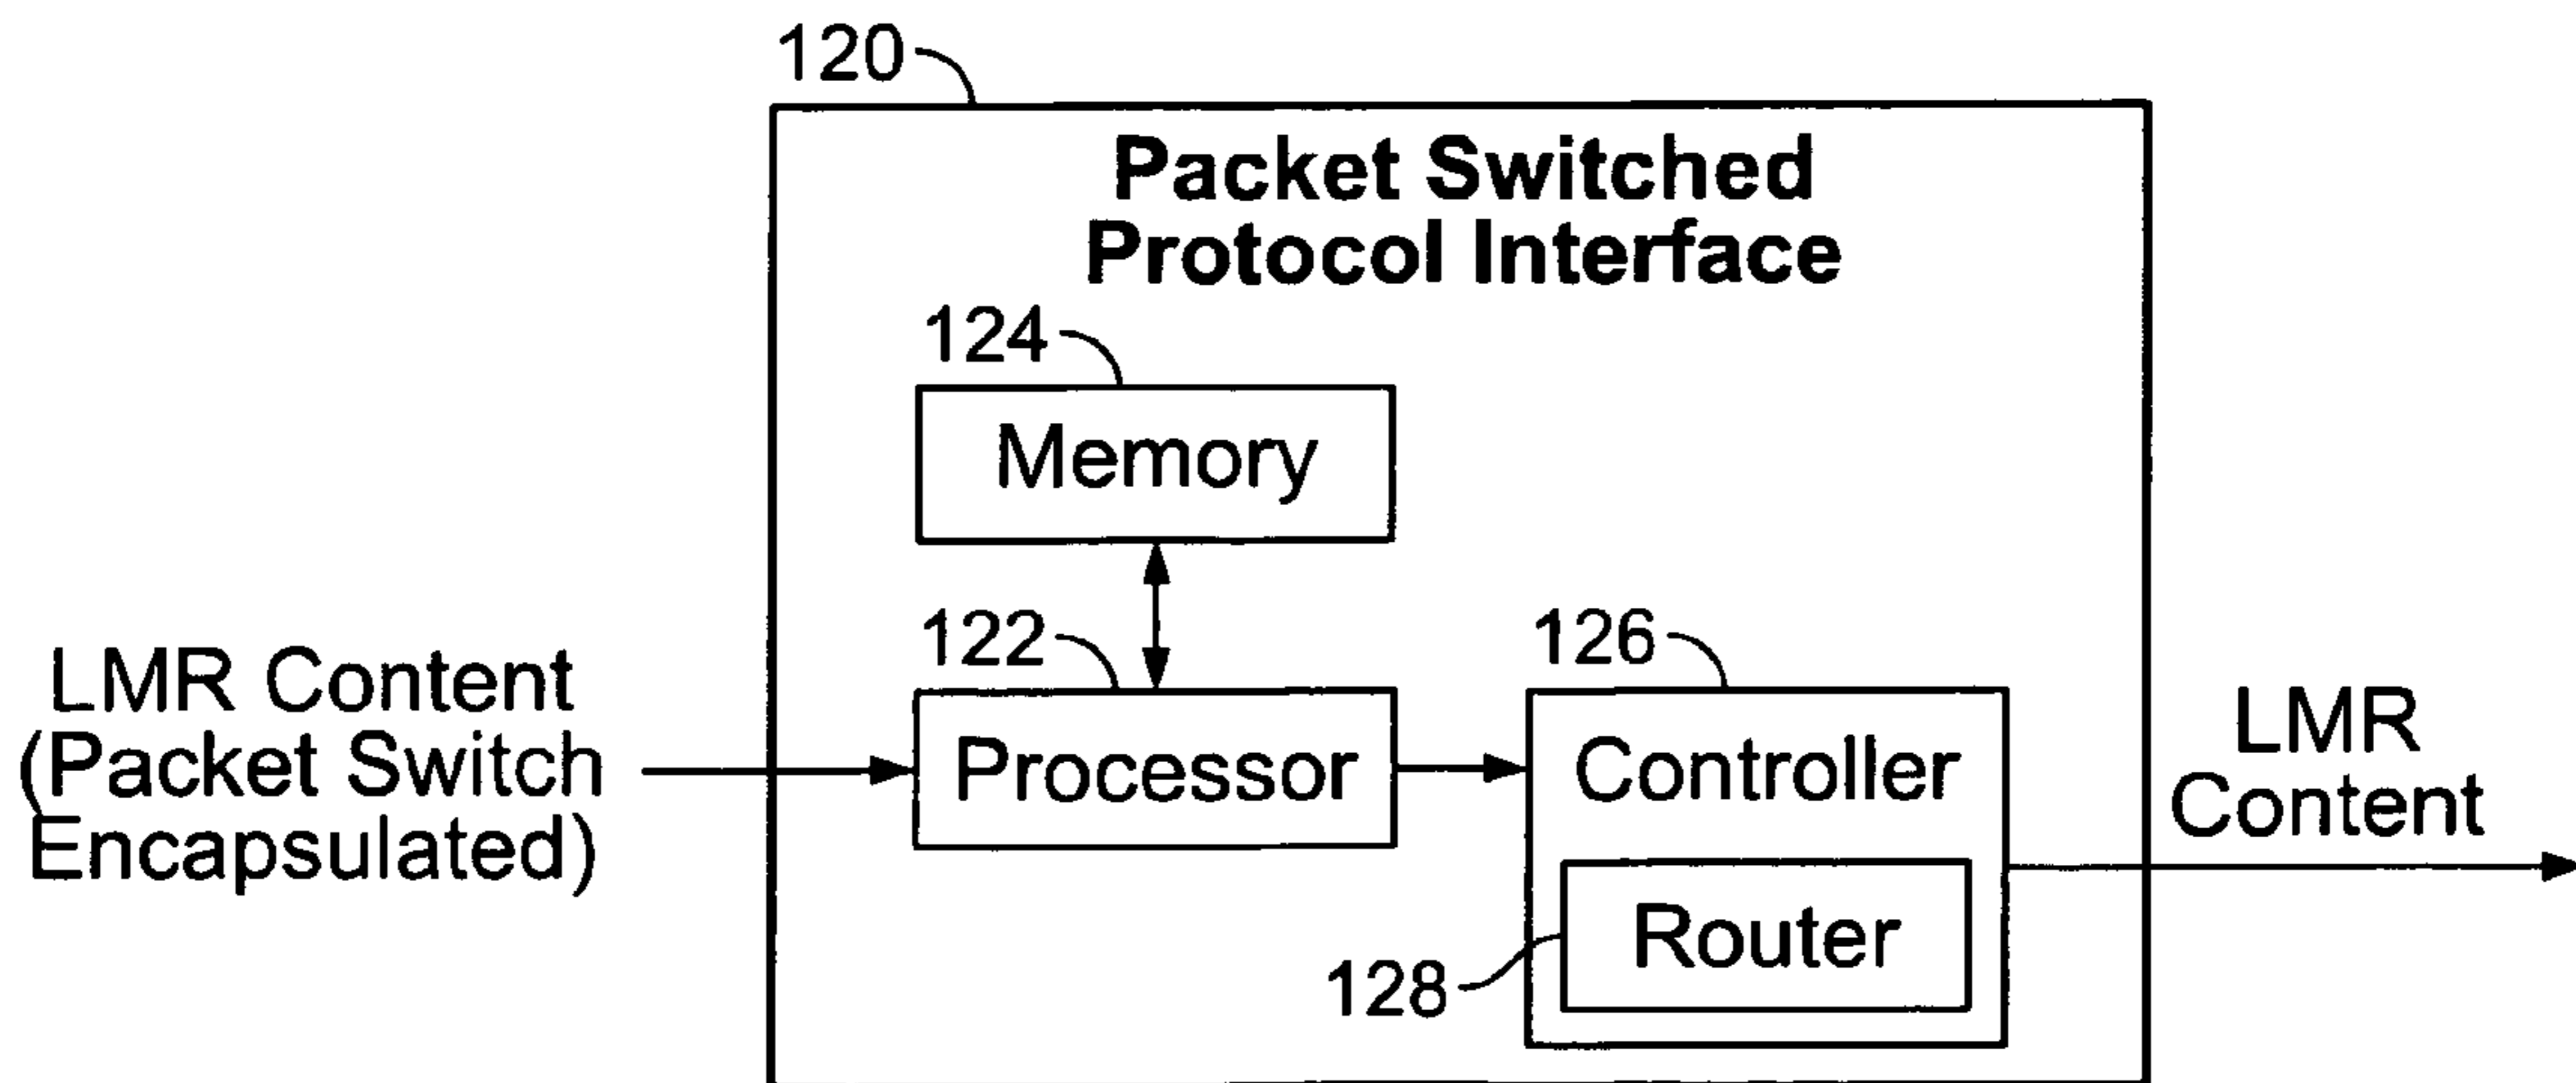 120
Packet Switched
Protocol Interface
124
Memory
122
126
LMR Content
(Packet Switch
Encapsulated)
Processor
Controller
LMR
Content
Router
128